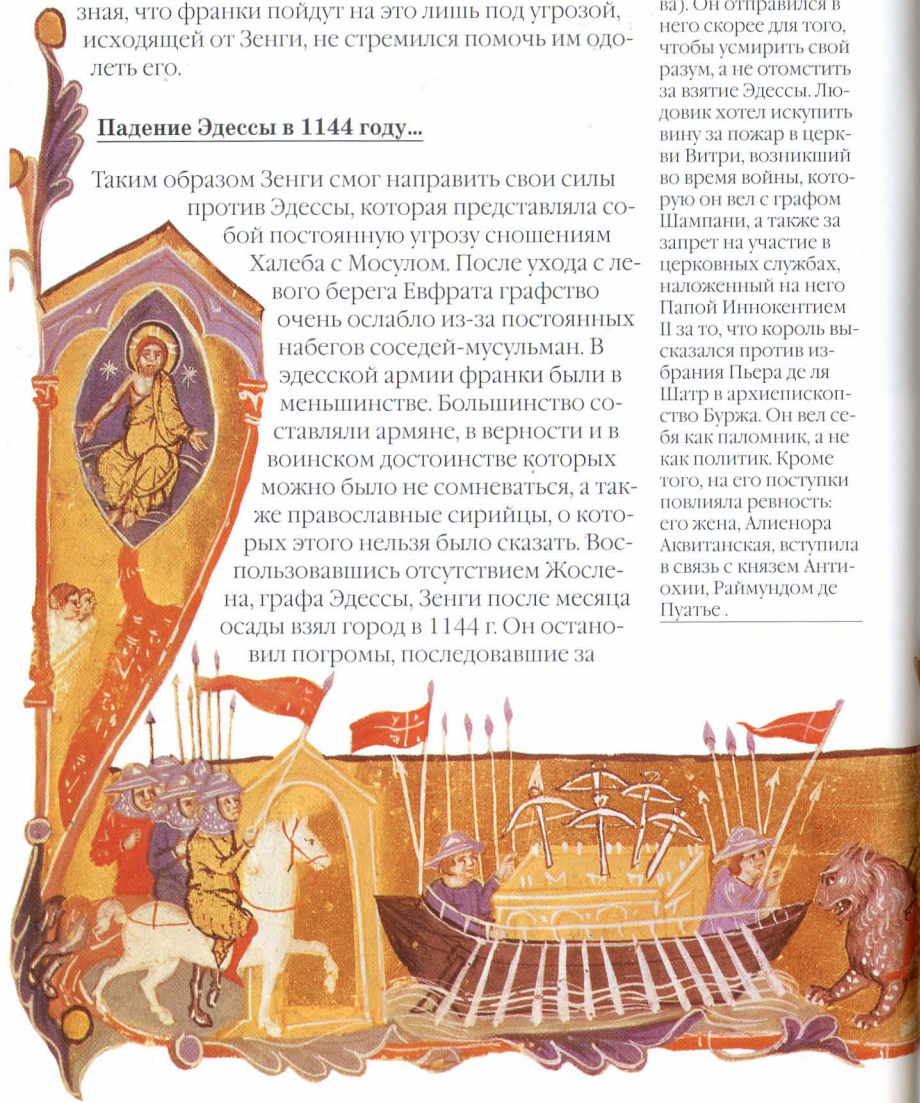 зная, что франки пойдут на это лишь под угрозой,
исходящей от Зенги, не стремился помочь им одо-
леть его.
Падение Эдессы в 1144 году...
Таким образом Зенги смог направить свои силы
против Эдессы, которая представляла со-
бой постоянную угрозу сношениям
Халеба с Мосулом. После ухода с ле-
вого берега Евфрата графство
очень ослабло из-за постоянных
набегов соседей-мусульман. В
эдесской армии франки были в
меньшинстве. Большинство со-
ставляли армяне, в верности и в
воинском достоинстве которых
можно было не сомневаться, а так-
же православные сирийцы, о кото-
рых этого нельзя было сказать. Вос-
пользовавшись отсутствием Жосле-
на, графа Эдессы, Зенги после месяца
осады взял город в 1144 г. Он остано-
вил погромы, последовавшие за
ва). Он отправился в
него скорее для того,
чтобы усмирить свой
разум, а не отомстить
за взятие Эдессы. Лю-
довик хотел искупить
вину за пожар в церк-
ви Витри, возникший
во время войны, кото-
рую он вел с графом
Шампани, а также за
запрет на участие в
церковных службах,
наложенный на него
Папой Иннокентием
II за то, что король вы-
сказался против из-
брания Пьера де ля
Шатр в архиепископ-
ство Буржа. Он вел се-
бя как паломник, а не
как политик. Кроме
того, на его поступки
повлияла ревность:
его жена, Алиенора
Аквитанская, вступила
в связь с князем Анти-
охии, Раймундом де
Пуатье .